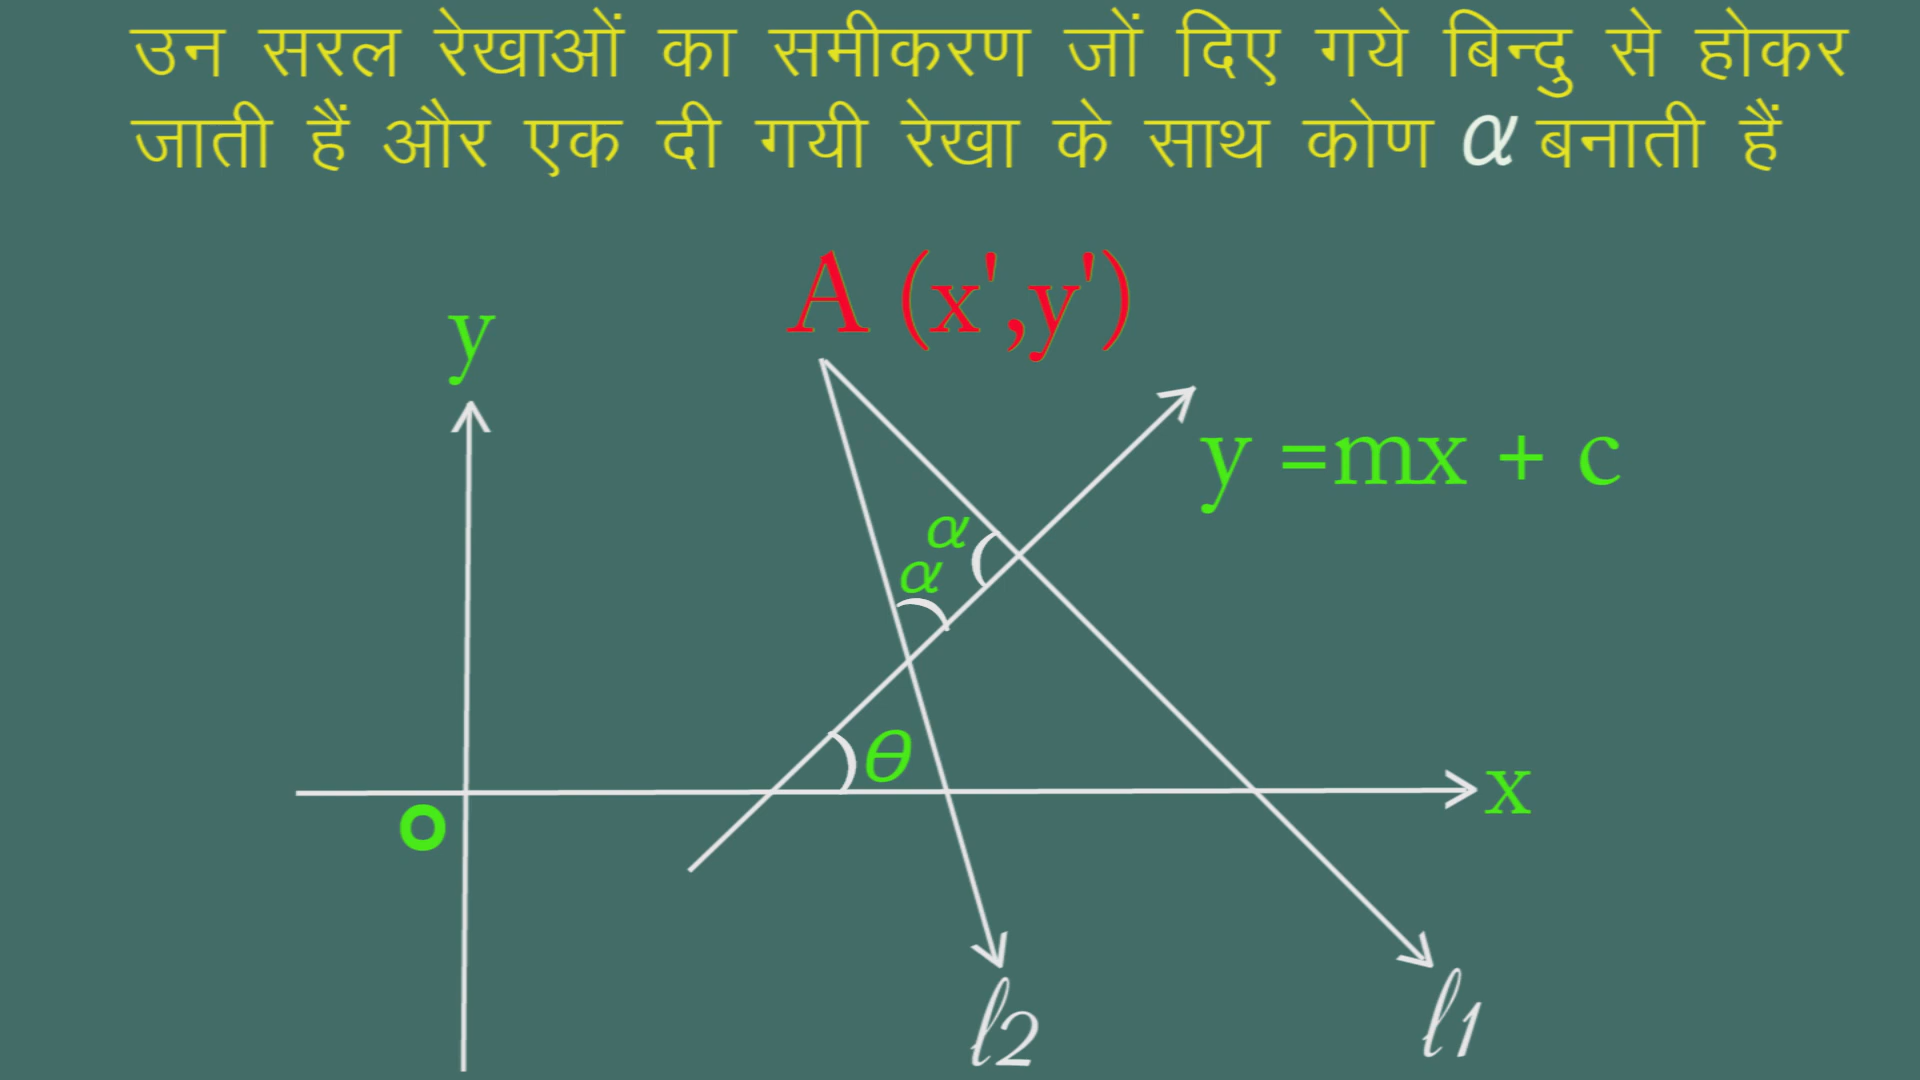 उन सरल रेखाओं का समीकरण जों दिए गये बिन्दु से होकर
जाती हैं और एक दी गयी रेखा के साथ कोण α बनाती हैं
A (x',y')
y
y =mx + c
α
α
θ
x
o
l2
l1